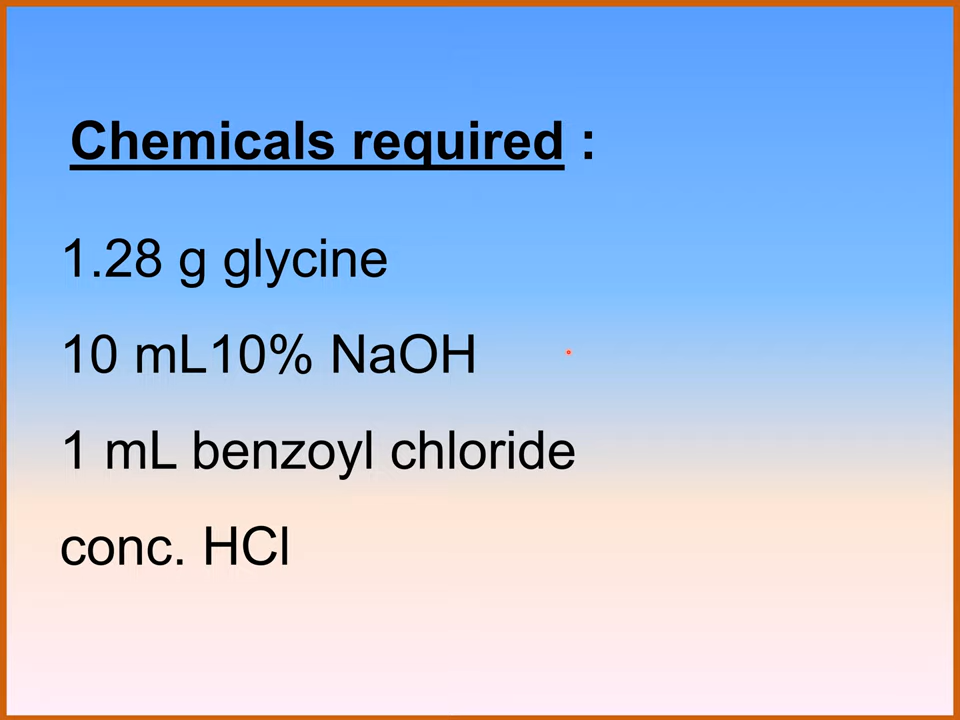 Chemicals required :
1.28 g glycine
10 mL10% NaOH
1 mL benzoyl chloride
conc. HCl